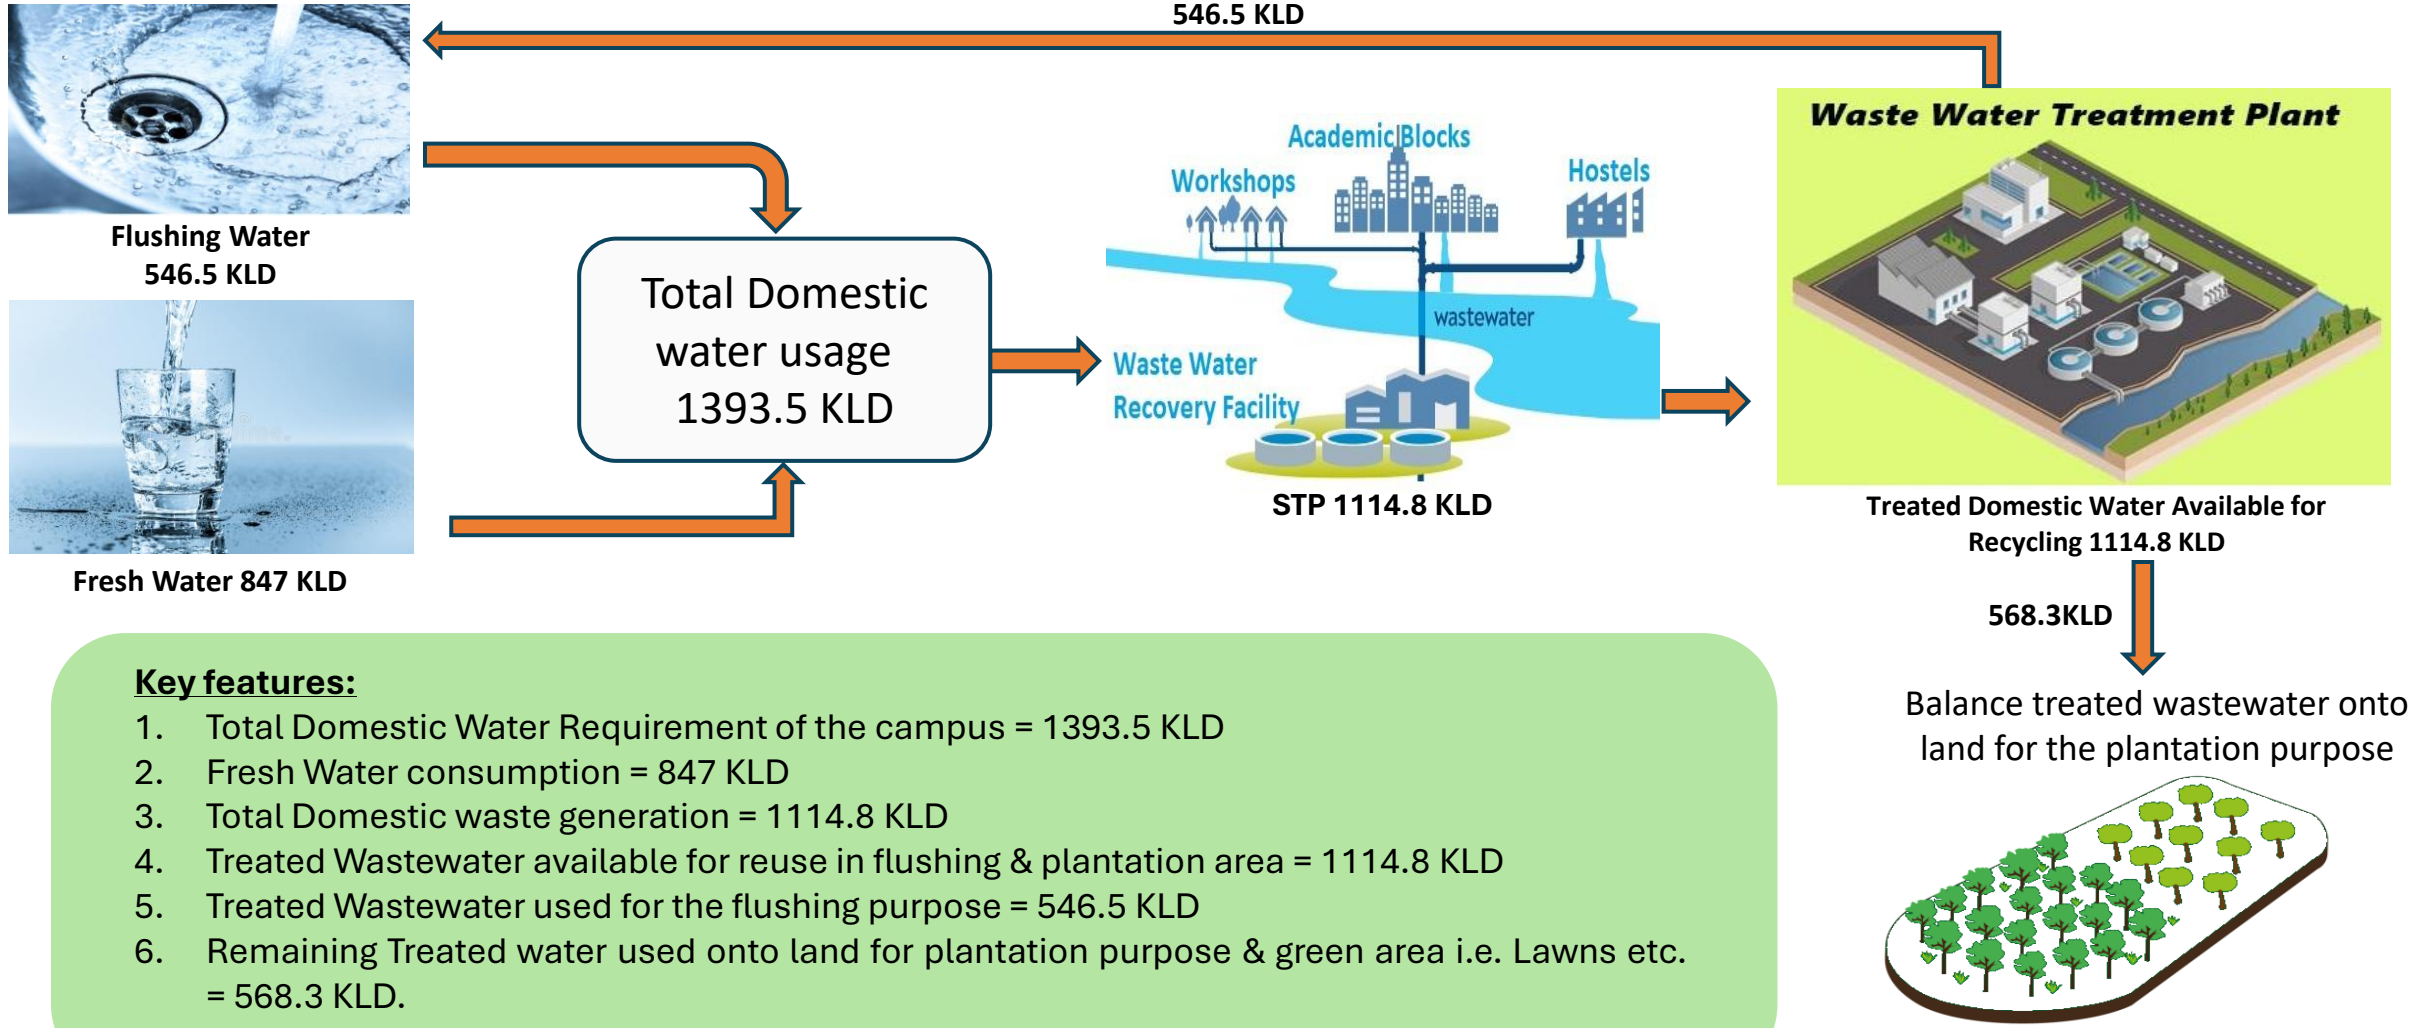 546.5 KLD
Flushing Water
546.5 KLD
Fresh Water 847 KLD
Total Domestic
water usage
1393.5 KLD
Academic Blocks
Workshops
Hostels
wastewater
Waste Water
Recovery Facility
STP 1114.8 KLD
Waste Water Treatment Plant
Treated Domestic Water Available for
Recycling 1114.8 KLD
568.3KLD
Balance treated wastewater onto
land for the plantation purpose
Key features:
1. Total Domestic Water Requirement of the campus = 1393.5 KLD
2. Fresh Water consumption = 847 KLD
3. Total Domestic waste generation = 1114.8 KLD
4. Treated Wastewater available for reuse in flushing & plantation area = 1114.8 KLD
5. Treated Wastewater used for the flushing purpose = 546.5 KLD
6. Remaining Treated water used onto land for plantation purpose & green area i.e. Lawns etc.
= 568.3 KLD.